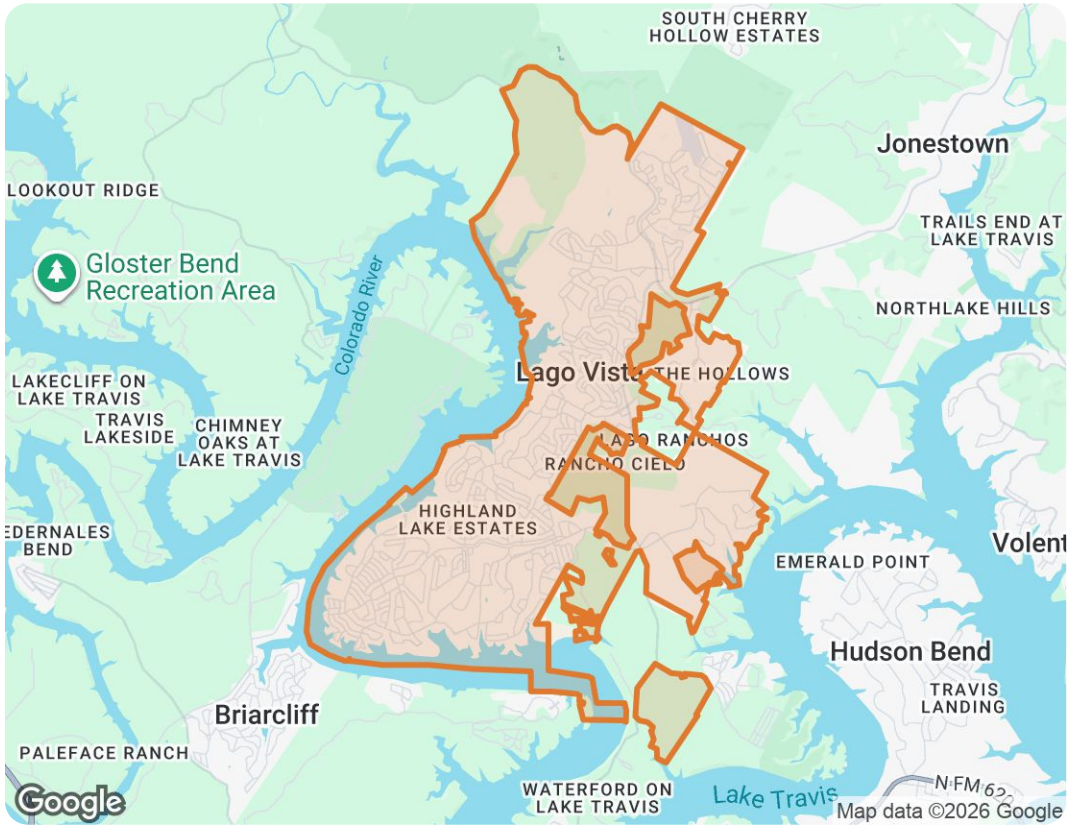 SOUTH CHERRY
HOLLOW ESTATES
Jonestown
LOOKOUT RIDGE
TRAILS END AT
LAKE TRAVIS
Gloster Bend
Recreation Area
Colorado River
NORTHLAKE HILLS
Lago Vista
THE HOLLOWS
LAKECLIFF ON
LAKE TRAVIS
TRAVIS
LAKESIDE
CHIMNEY
OAKS AT
LAKE TRAVIS
LAGO RANCHOS
RANCHO CIELO
HIGHLAND
LAKE ESTATES
EDERNALES
BEND
Volent
EMERALD POINT
Hudson Bend
TRAVIS
LANDING
Briarcliff
PALEFACE RANCH
WATERFORD ON
LAKE TRAVIS
Lake Travis
N FM 620
Google
Map data ©2026 Google